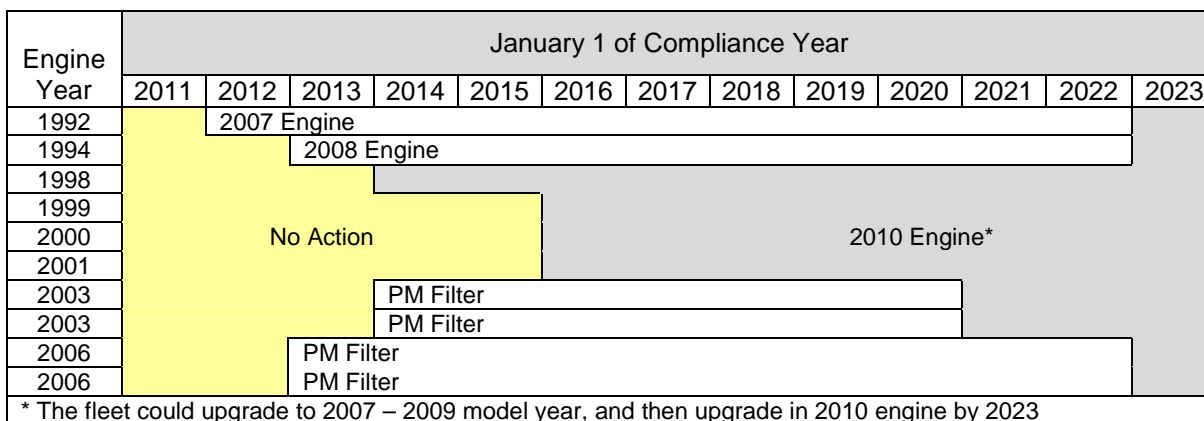 Engine Year
January 1 of Compliance Year
2011 2012 2013 2014 2015 2016 2017 2018 2019 2020 2021 2022 2023
1992 2007 Engine
1994 2008 Engine
1998
1999
2000 No Action 2010 Engine*
2001
2003 PM Filter
2003 PM Filter
2006 PM Filter
2006 PM Filter
* The fleet could upgrade to 2007 – 2009 model year, and then upgrade in 2010 engine by 2023